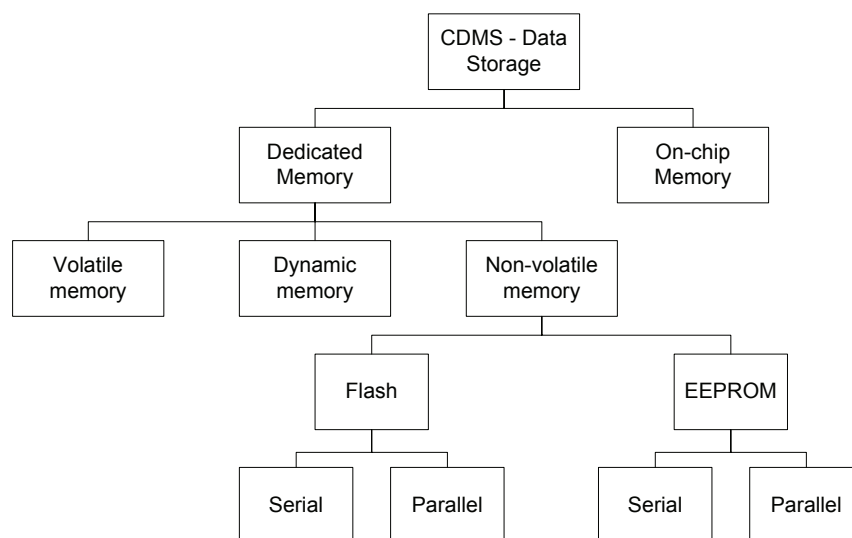 CDMS - Data
Storage
Dedicated
Memory
On-chip
Memory
Volatile
memory
Dynamic
memory
Non-volatile
memory
Flash
EEPROM
Serial
Parallel
Serial
Parallel